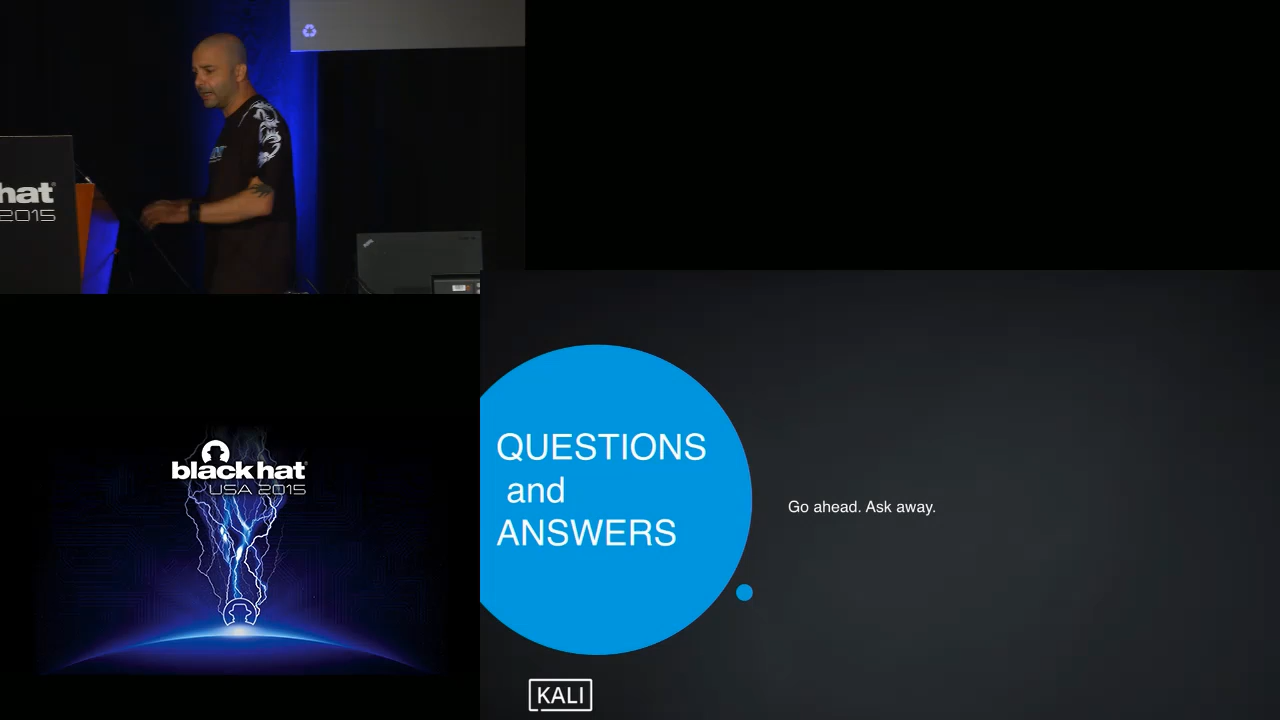 hat
2015
black hat
USA 2015
QUESTIONS
and
ANSWERS
Go ahead. Ask away.
KALI